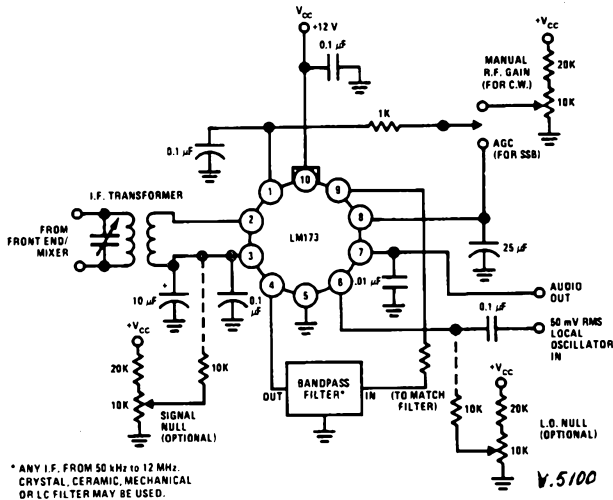 VCC
+12 V
0.1 µF
MANUAL
R.F. GAIN
(FOR C.W.)
+VCC
20K
10K
1K
AGC
(FOR SSB)
0.1 µF
I.F. TRANSFORMER
FROM
FRONT END/
MIXER
1
10
9
2
8
LM173
3
7
4
5
6
25 µF
.01 µF
AUDIO
OUT
+
10 µF
0.1
µF
0.1 µF
50 mV RMS
LOCAL
OSCILLATOR
IN
+VCC
20K
10K
10K
SIGNAL
NULL
(OPTIONAL)
OUT
BANDPASS
FILTER*
IN
(TO MATCH
FILTER)
10K
+VCC
20K
10K
L.O. NULL
(OPTIONAL)
* ANY I.F. FROM 50 kHz to 12 MHz.
CRYSTAL, CERAMIC, MECHANICAL
OR LC FILTER MAY BE USED.
V.5100